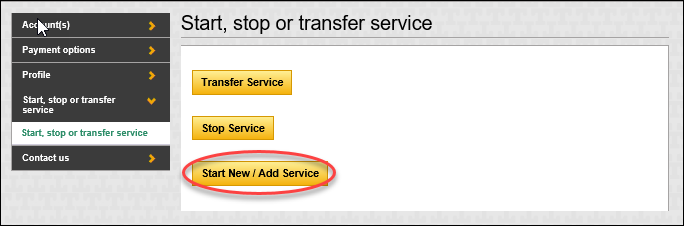 Start, stop or transfer service
Account(s)
Payment options
Profile
Start, stop or transfer
service
Start, stop or transfer service
Contact us
Transfer Service
Stop Service
Start New / Add Service